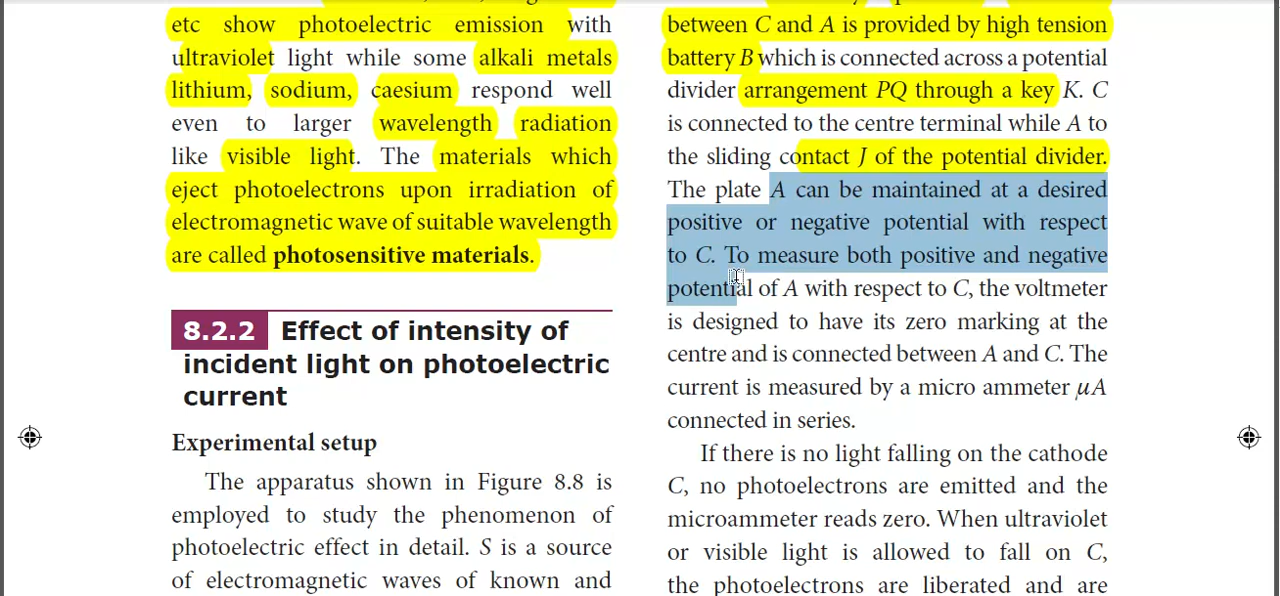 etc show photoelectric emission with
ultraviolet light while some alkali metals
lithium, sodium, caesium respond well
even to larger wavelength radiation
like visible light. The materials which
eject photoelectrons upon irradiation of
electromagnetic wave of suitable wavelength
are called photosensitive materials.
8.2.2 Effect of intensity of
incident light on photoelectric
current
Experimental setup
The apparatus shown in Figure 8.8 is
employed to study the phenomenon of
photoelectric effect in detail. S is a source
of electromagnetic waves of known and
between C and A is provided by high tension
battery B which is connected across a potential
divider arrangement PQ through a key K. C
is connected to the centre terminal while A to
the sliding contact J of the potential divider.
The plate A can be maintained at a desired
positive or negative potential with respect
to C. To measure both positive and negative
potential of A with respect to C, the voltmeter
is designed to have its zero marking at the
centre and is connected between A and C. The
current is measured by a micro ammeter μA
connected in series.
If there is no light falling on the cathode
C, no photoelectrons are emitted and the
microammeter reads zero. When ultraviolet
or visible light is allowed to fall on C,
the photoelectrons are liberated and are